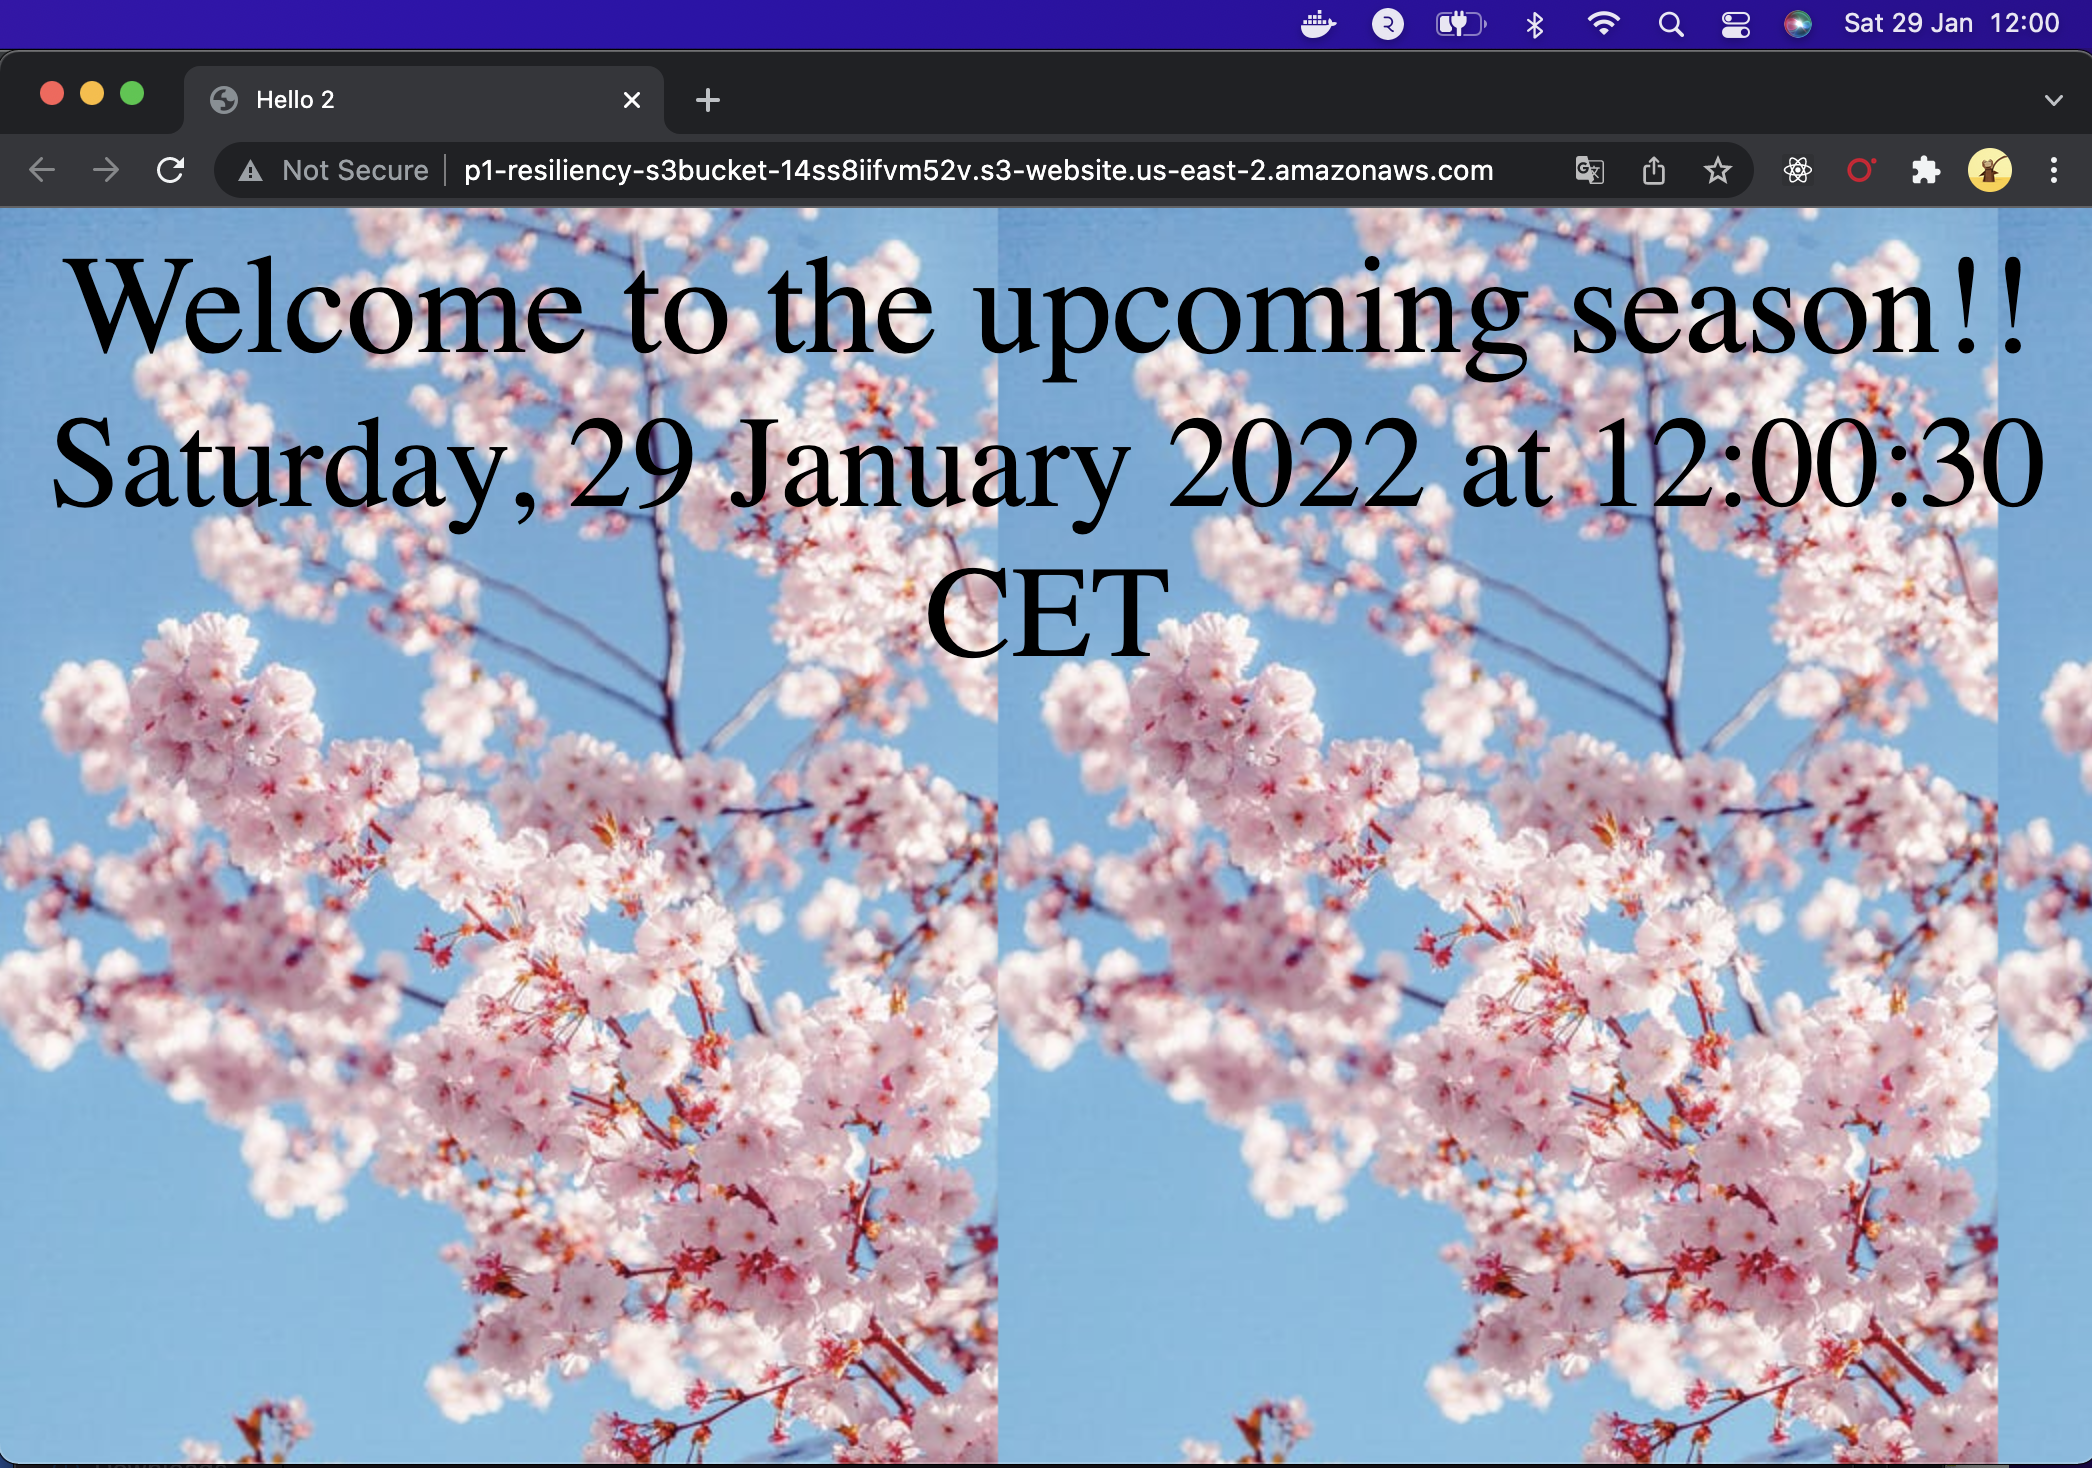 Sat 29 Jan 12:00
Hello 2
Not Secure p1-resiliency-s3bucket-14ss8iifvm52v.s3-website.us-east-2.amazonaws.com
Welcome to the upcoming season!!
Saturday, 29 January 2022 at 12:00:30
CET